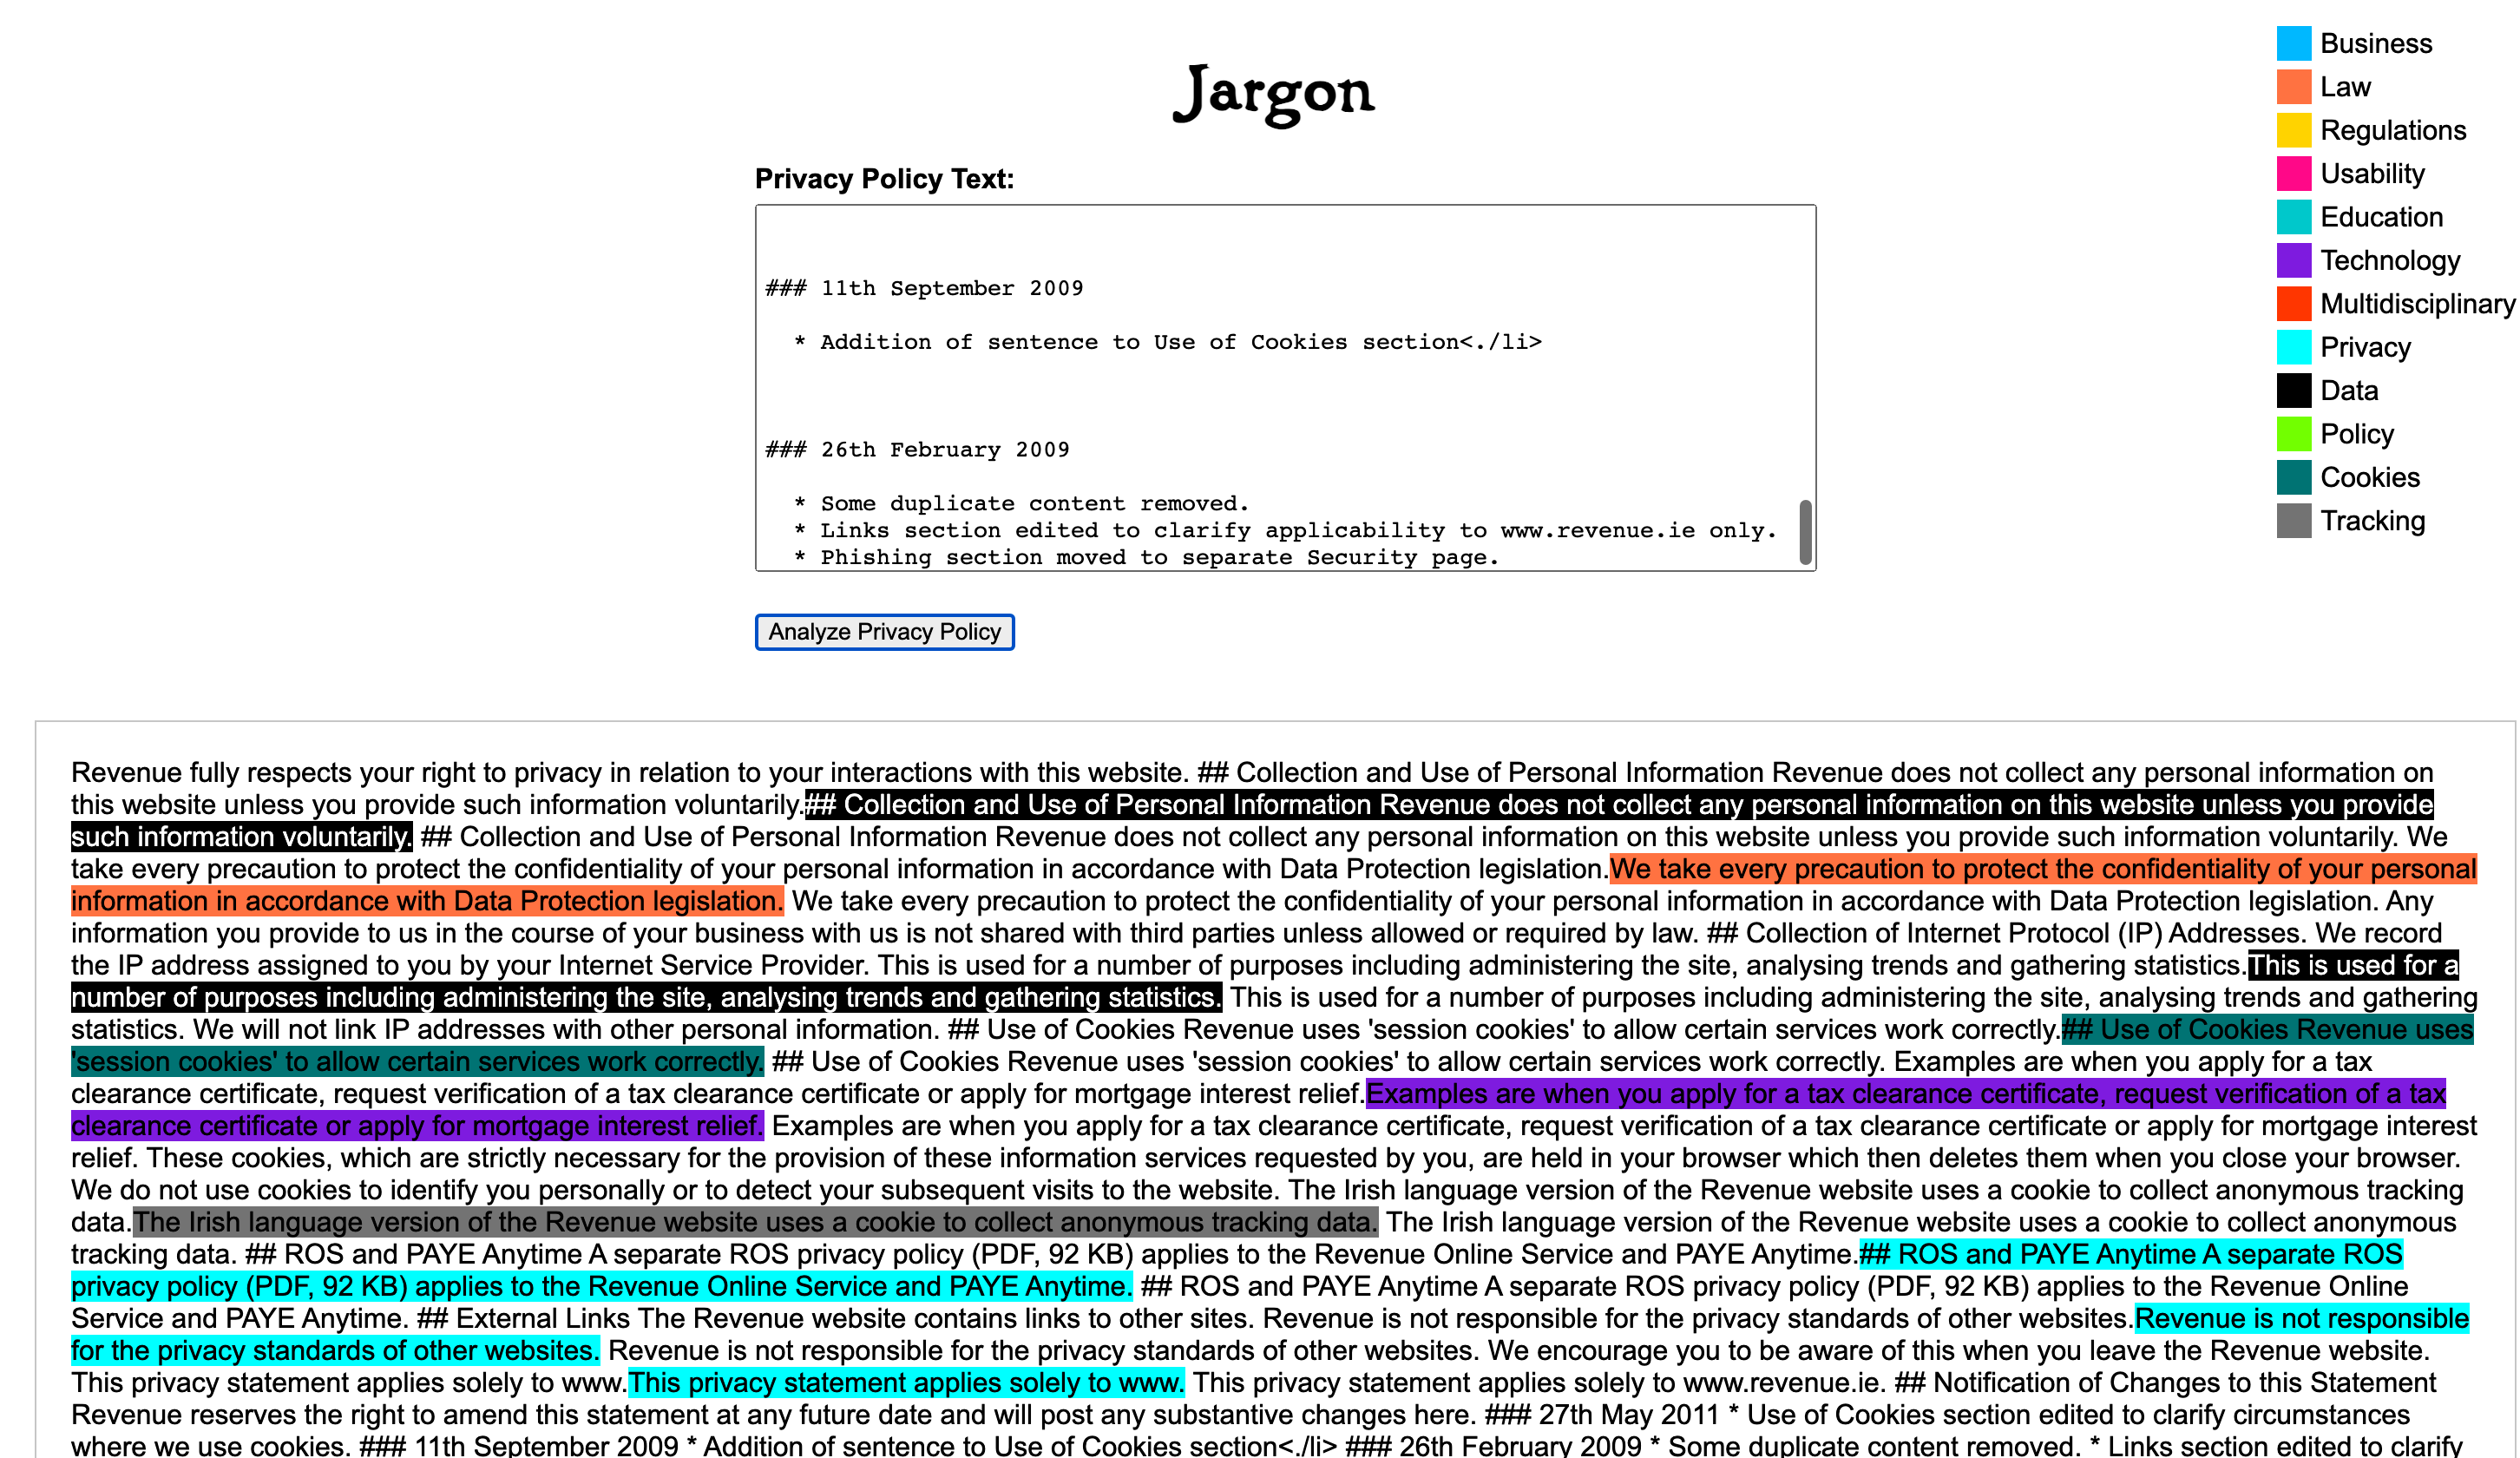 Jargon
Privacy Policy Text:
### 11th September 2009
* Addition of sentence to Use of Cookies section<./li>
### 26th February 2009
* Some duplicate content removed.
* Links section edited to clarify applicability to www.revenue.ie only.
* Phishing section moved to separate Security page.
Analyze Privacy Policy
Business
Law
Regulations
Usability
Education
Technology
Multidisciplinary
Privacy
Data
Policy
Cookies
Tracking
Revenue fully respects your right to privacy in relation to your interactions with this website. ## Collection and Use of Personal Information Revenue does not collect any personal information on
this website unless you provide such information voluntarily.## Collection and Use of Personal Information Revenue does not collect any personal information on this website unless you provide
such information voluntarily. ## Collection and Use of Personal Information Revenue does not collect any personal information on this website unless you provide such information voluntarily. We
take every precaution to protect the confidentiality of your personal information in accordance with Data Protection legislation.We take every precaution to protect the confidentiality of your personal
information in accordance with Data Protection legislation. We take every precaution to protect the confidentiality of your personal information in accordance with Data Protection legislation. Any
information you provide to us in the course of your business with us is not shared with third parties unless allowed or required by law. ## Collection of Internet Protocol (IP) Addresses. We record
the IP address assigned to you by your Internet Service Provider. This is used for a number of purposes including administering the site, analysing trends and gathering statistics.This is used for a
number of purposes including administering the site, analysing trends and gathering statistics. This is used for a number of purposes including administering the site, analysing trends and gathering
statistics. We will not link IP addresses with other personal information. ## Use of Cookies Revenue uses 'session cookies' to allow certain services work correctly.## Use of Cookies Revenue uses
'session cookies' to allow certain services work correctly. ## Use of Cookies Revenue uses 'session cookies' to allow certain services work correctly. Examples are when you apply for a tax
clearance certificate, request verification of a tax clearance certificate or apply for mortgage interest relief.Examples are when you apply for a tax clearance certificate, request verification of a tax
clearance certificate or apply for mortgage interest relief. Examples are when you apply for a tax clearance certificate, request verification of a tax clearance certificate or apply for mortgage interest
relief. These cookies, which are strictly necessary for the provision of these information services requested by you, are held in your browser which then deletes them when you close your browser.
We do not use cookies to identify you personally or to detect your subsequent visits to the website. The Irish language version of the Revenue website uses a cookie to collect anonymous tracking
data.The Irish language version of the Revenue website uses a cookie to collect anonymous tracking data. The Irish language version of the Revenue website uses a cookie to collect anonymous
tracking data. ## ROS and PAYE Anytime A separate ROS privacy policy (PDF, 92 KB) applies to the Revenue Online Service and PAYE Anytime.## ROS and PAYE Anytime A separate ROS
privacy policy (PDF, 92 KB) applies to the Revenue Online Service and PAYE Anytime. ## ROS and PAYE Anytime A separate ROS privacy policy (PDF, 92 KB) applies to the Revenue Online
Service and PAYE Anytime. ## External Links The Revenue website contains links to other sites. Revenue is not responsible for the privacy standards of other websites.Revenue is not responsible
for the privacy standards of other websites. Revenue is not responsible for the privacy standards of other websites. We encourage you to be aware of this when you leave the Revenue website.
This privacy statement applies solely to www.This privacy statement applies solely to www. This privacy statement applies solely to www.revenue.ie. ## Notification of Changes to this Statement
Revenue reserves the right to amend this statement at any future date and will post any substantive changes here. ### 27th May 2011 * Use of Cookies section edited to clarify circumstances
where we use cookies. ### 11th September 2009 * Addition of sentence to Use of Cookies section<./li> ### 26th February 2009 * Some duplicate content removed. * Links section edited to clarify